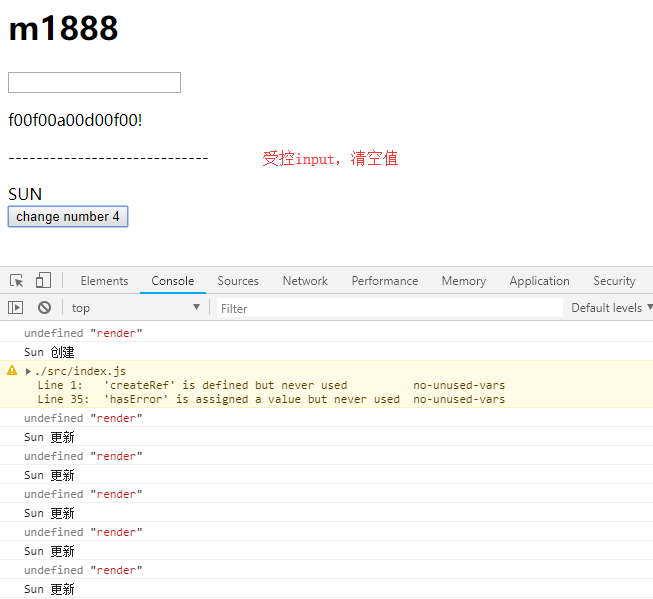 m1888
f00f00a00d00f00!
-----------------------------
受控input，清空值
SUN
change number 4
Elements Console Sources Network Performance Memory Application Security
top Filter Default levels
undefined "render"
Sun 创建
./src/index.js
Line 1: 'createRef' is defined but never used no-unused-vars
Line 35: 'hasError' is assigned a value but never used no-unused-vars
undefined "render"
Sun 更新
undefined "render"
Sun 更新
undefined "render"
Sun 更新
undefined "render"
Sun 更新
undefined "render"
Sun 更新